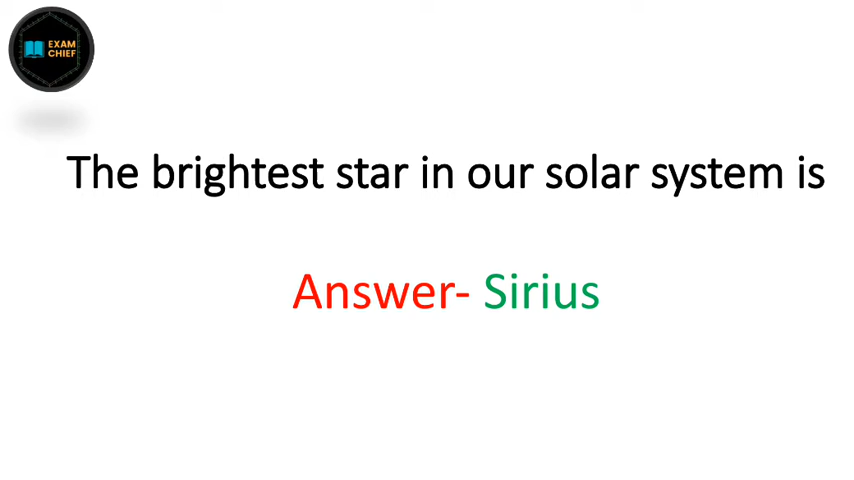 EXAM
CHIEF
The brightest star in our solar system is
Answer- Sirius